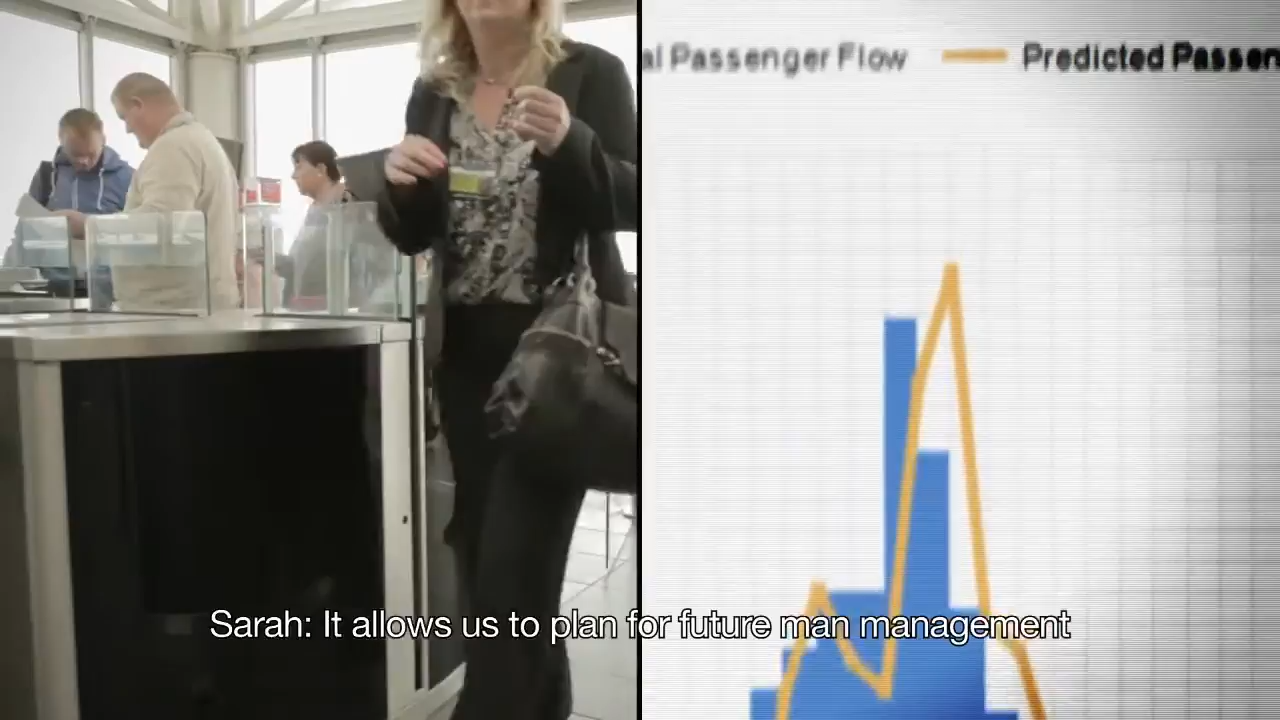 al Passenger Flow
Predicted Passen
Sarah: It allows us to plan for future man management